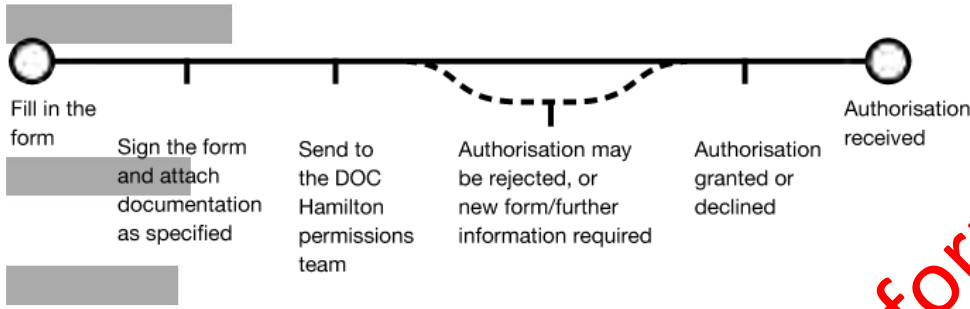 Fill in the
form
Sign the form
and attach
documentation
as specified
Send to
the DOC
Hamilton
permissions
team
Authorisation may
be rejected, or
new form/further
information required
Authorisation
granted or
declined
Authorisation
received
for